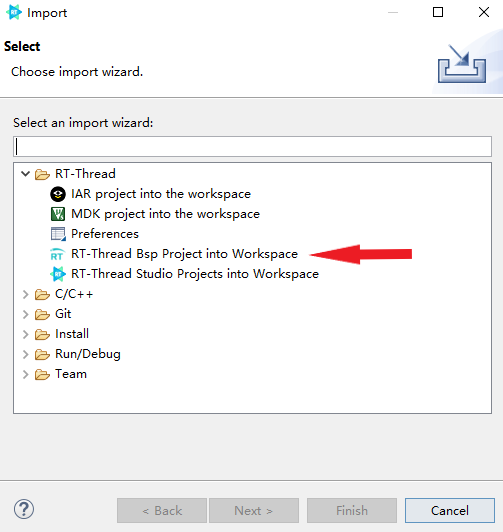 Import
Select
Choose import wizard.
Select an import wizard:
RT-Thread
IAR project into the workspace
MDK project into the workspace
Preferences
RT RT-Thread Bsp Project into Workspace
RT RT-Thread Studio Projects into Workspace
C/C++
Git
Install
Run/Debug
Team
? < Back Next > Finish Cancel